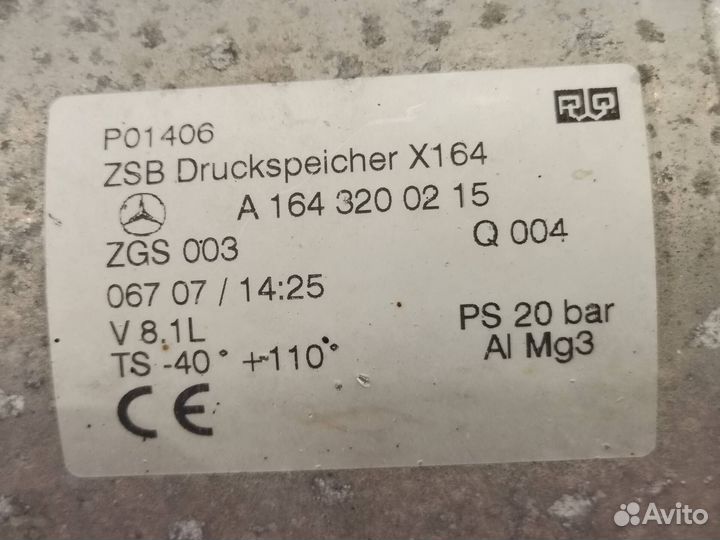 P01406
ZSB Druckspeicher X164
A 164 320 02 15
ZGS 003
Q 004
067 07 / 14:25
V 8.1L
PS 20 bar
TS -40° +110°
Al Mg3
CE
Avito